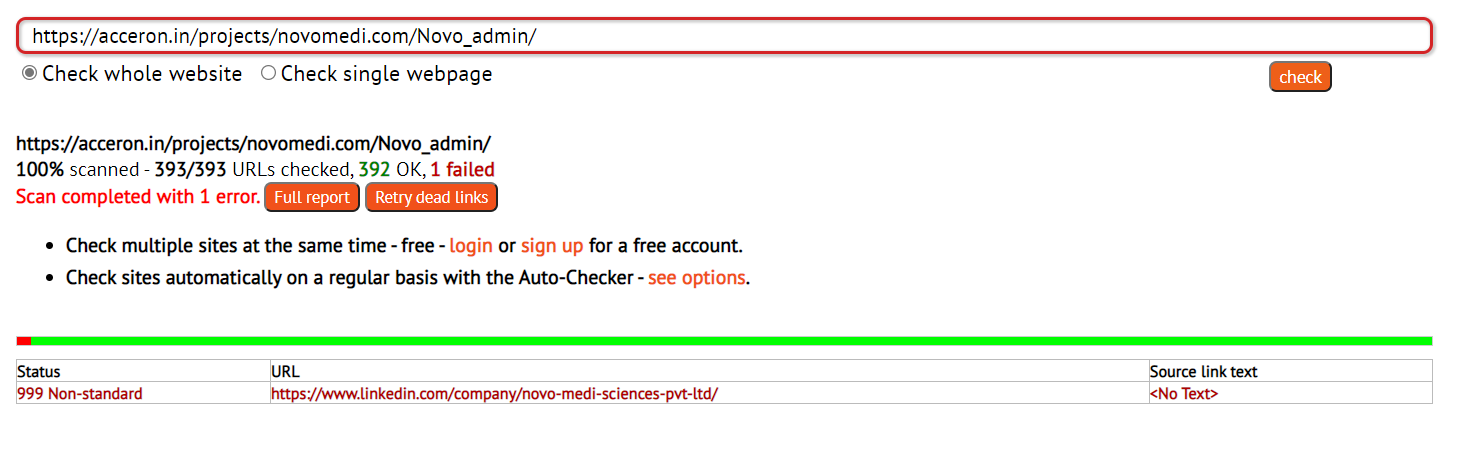 https://acceron.in/projects/novomedi.com/Novo_admin/
Check whole website Check single webpage check
https://acceron.in/projects/novomedi.com/Novo_admin/
100% scanned - 393/393 URLs checked, 392 OK, 1 failed
Scan completed with 1 error. Full report Retry dead links
• Check multiple sites at the same time - free - login or sign up for a free account.
• Check sites automatically on a regular basis with the Auto-Checker - see options.
Status URL Source link text
999 Non-standard https://www.linkedin.com/company/novo-medi-sciences-pvt-ltd/ <No Text>